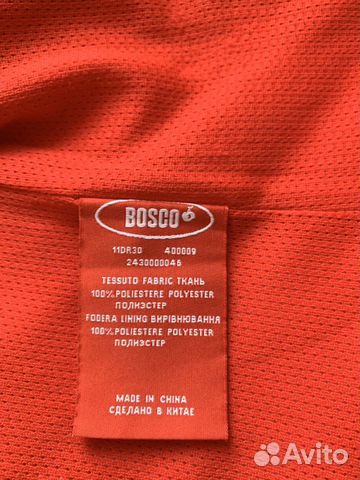 BOSCO
11DR30 400009
2430000046
TESSUTO FABRIC ТКАНЬ
100% POLIESTERE POLYESTER
ПОЛИЭСТЕР
FODERA LINING ВИРІВНЮВАННЯ
100% POLIESTERE POLYESTER
ПОЛИЭСТЕР
MADE IN CHINA
СДЕЛАНО В КИТАЕ
Avito